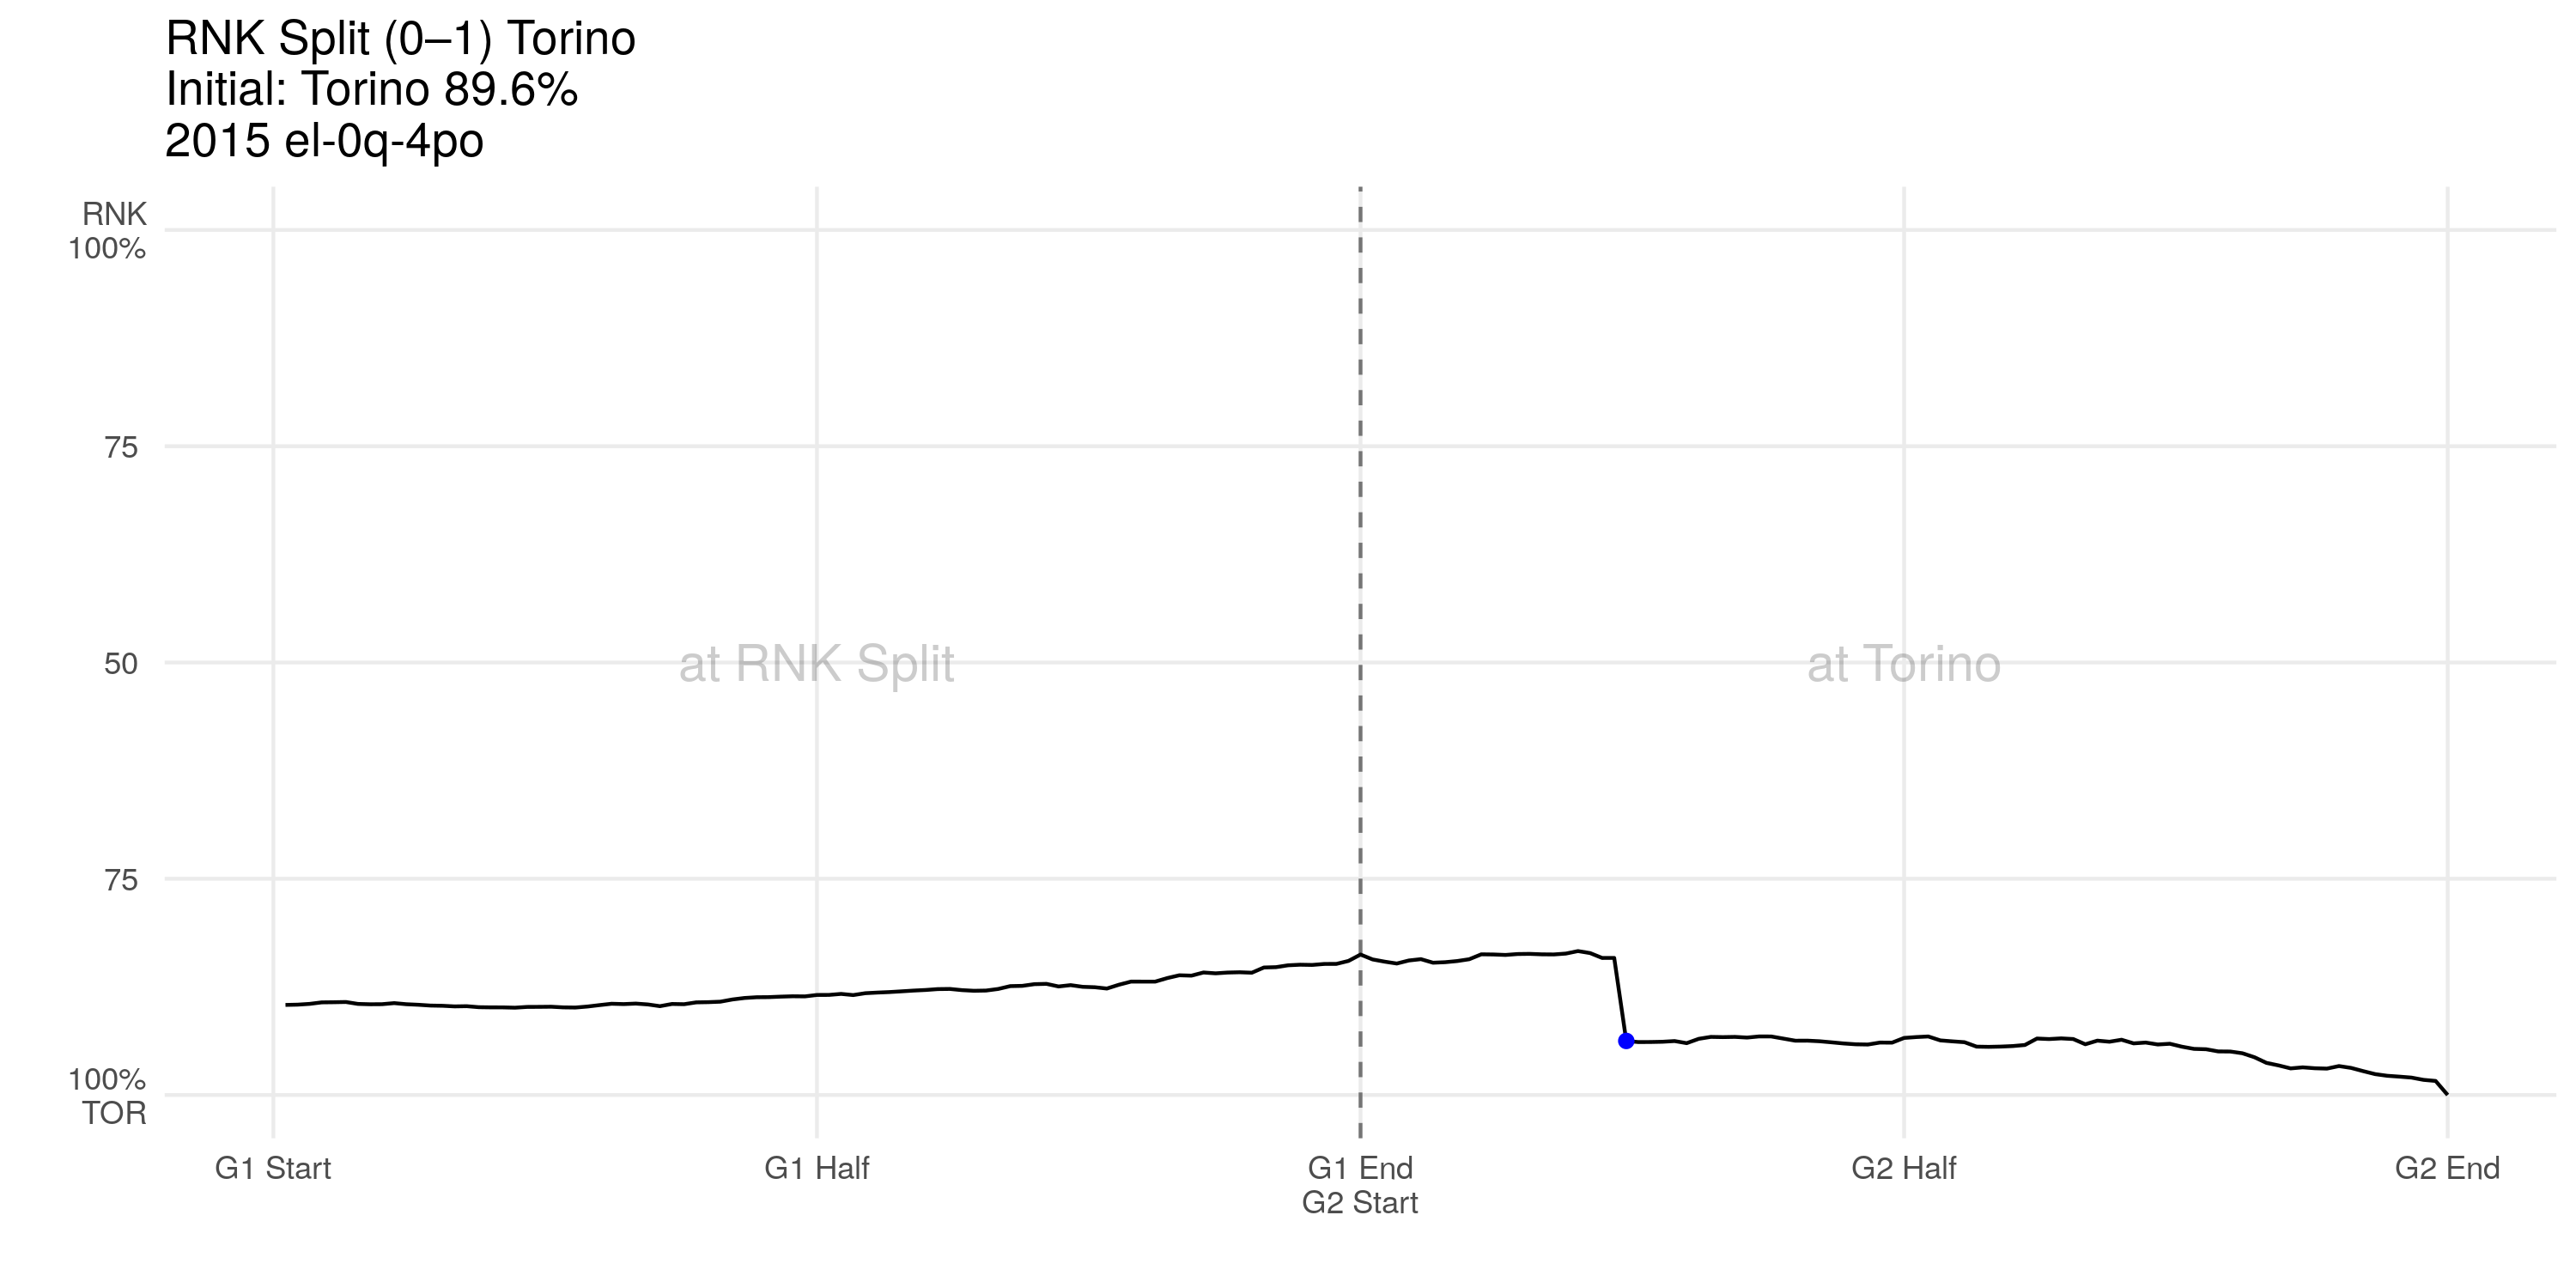 RNK Split (0–1) Torino
Initial: Torino 89.6%
2015 el-0q-4po
RNK
100%
75
50
75
100%
TOR
at RNK Split
at Torino
G1 Start
G1 Half
G1 End
G2 Start
G2 Half
G2 End